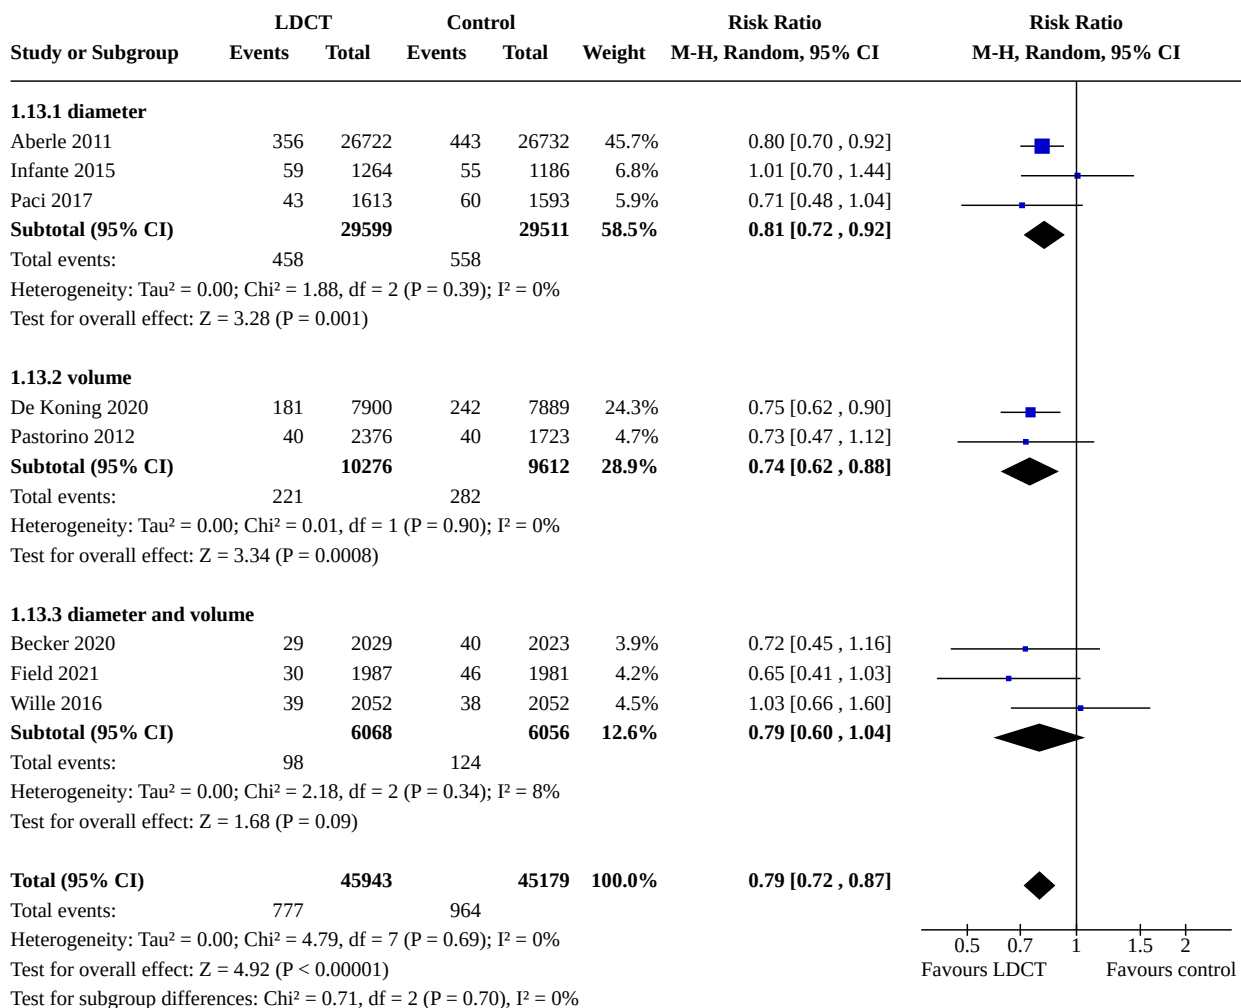 LDCT Control Risk Ratio Risk Ratio
Study or Subgroup Events Total Events Total Weight M-H, Random, 95% CI M-H, Random, 95% CI
1.13.1 diameter
Aberle 2011 356 26722 443 26732 45.7% 0.80 [0.70 , 0.92]
Infante 2015 59 1264 55 1186 6.8% 1.01 [0.70 , 1.44]
Paci 2017 43 1613 60 1593 5.9% 0.71 [0.48 , 1.04]
Subtotal (95% CI) 29599 29511 58.5% 0.81 [0.72 , 0.92]
Total events: 458 558
Heterogeneity: Tau² = 0.00; Chi² = 1.88, df = 2 (P = 0.39); I² = 0%
Test for overall effect: Z = 3.28 (P = 0.001)
1.13.2 volume
De Koning 2020 181 7900 242 7889 24.3% 0.75 [0.62 , 0.90]
Pastorino 2012 40 2376 40 1723 4.7% 0.73 [0.47 , 1.12]
Subtotal (95% CI) 10276 9612 28.9% 0.74 [0.62 , 0.88]
Total events: 221 282
Heterogeneity: Tau² = 0.00; Chi² = 0.01, df = 1 (P = 0.90); I² = 0%
Test for overall effect: Z = 3.34 (P = 0.0008)
1.13.3 diameter and volume
Becker 2020 29 2029 40 2023 3.9% 0.72 [0.45 , 1.16]
Field 2021 30 1987 46 1981 4.2% 0.65 [0.41 , 1.03]
Wille 2016 39 2052 38 2052 4.5% 1.03 [0.66 , 1.60]
Subtotal (95% CI) 6068 6056 12.6% 0.79 [0.60 , 1.04]
Total events: 98 124
Heterogeneity: Tau² = 0.00; Chi² = 2.18, df = 2 (P = 0.34); I² = 8%
Test for overall effect: Z = 1.68 (P = 0.09)
Total (95% CI) 45943 45179 100.0% 0.79 [0.72 , 0.87]
Total events: 777 964
Heterogeneity: Tau² = 0.00; Chi² = 4.79, df = 7 (P = 0.69); I² = 0%
0.5 0.7 1 1.5 2
Test for overall effect: Z = 4.92 (P < 0.00001) Favours LDCT Favours control
Test for subgroup differences: Chi² = 0.71, df = 2 (P = 0.70), I² = 0%